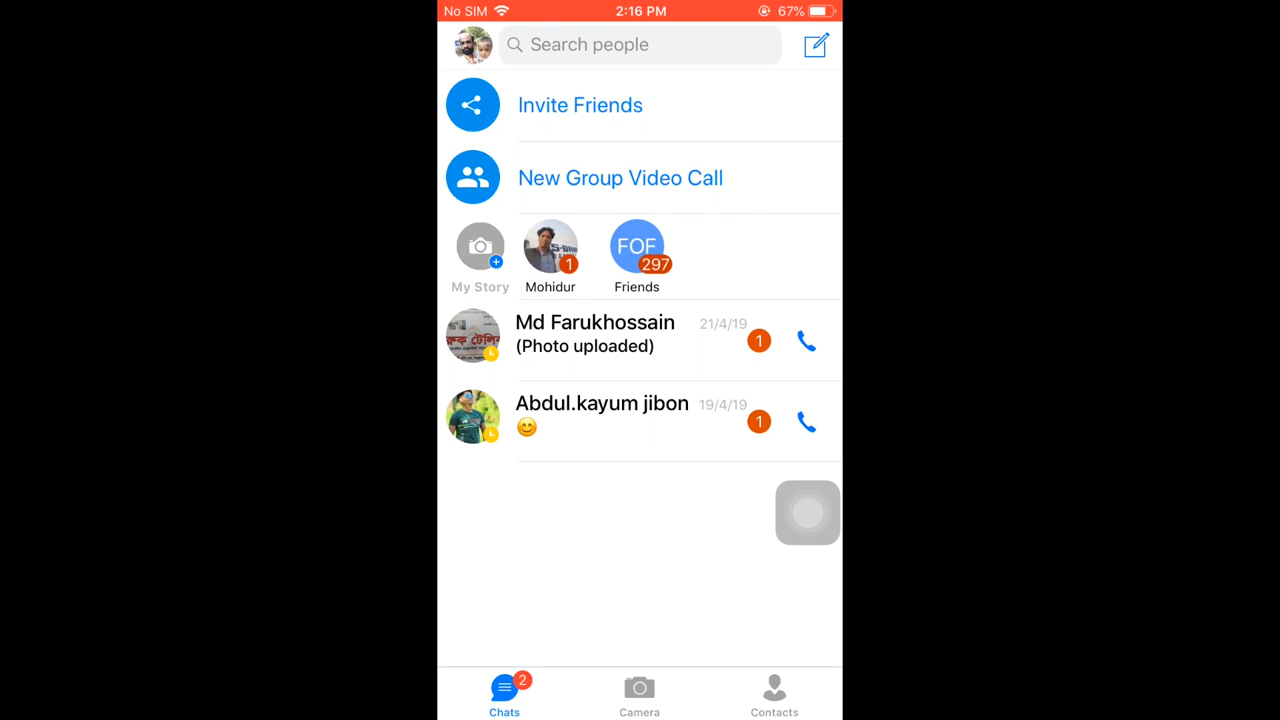 No SIM 2:16 PM 67%
Search people
Invite Friends
New Group Video Call
1
FOF
297
My Story Mohidur Friends
Md Farukhossain 21/4/19
(Photo uploaded) 1
Abdul.kayum jibon 19/4/19
😊 1
2
Chats Camera Contacts